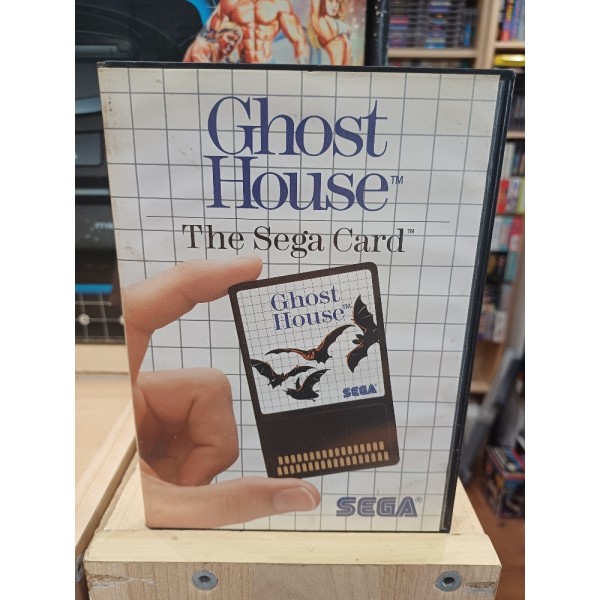 Ghost
House™
The Sega Card™
Ghost
House™
SEGA
SEGA®